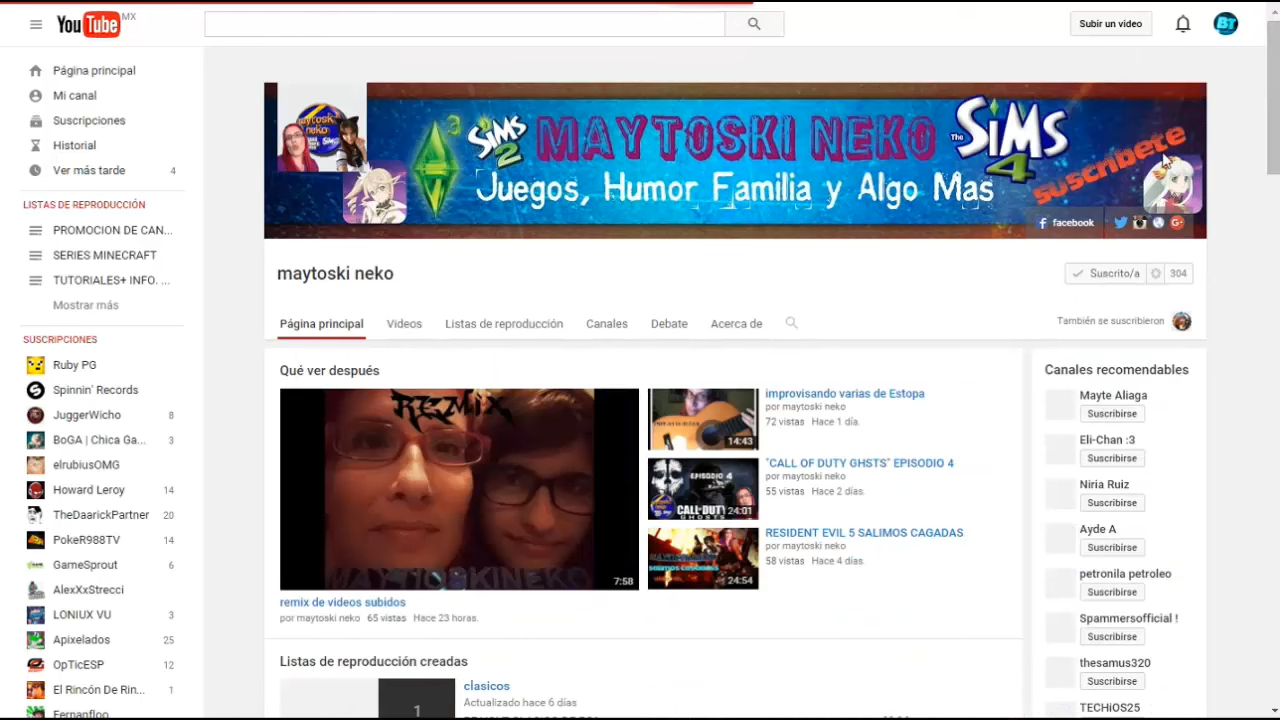 YouTube MX
Subir un video
BT
Página principal
Mi canal
Suscripciones
Historial
Ver más tarde 4
LISTAS DE REPRODUCCIÓN
PROMOCION DE CAN...
SERIES MINECRAFT
TUTORIALES+ INFO. ...
Mostrar más
SUSCRIPCIONES
Ruby PG
Spinnin' Records
JuggerWicho 8
BoGA | Chica Ga... 3
elrubiusOMG
Howard Leroy 14
TheDaarickPartner 20
PokeR988TV 14
GameSprout 6
AlexXxStrecci
LONIUX VU 3
Apixelados 25
OpTicESP 12
El Rincón De Rin... 1
Fernanfloo
maytoski
neko
3
THE SIMS 2
MAYTOSKI NEKO
The SiMS 4
suscribete
Juegos, Humor Familia y Algo Mas
facebook
maytoski neko
Suscrito/a 304
Página principal Videos Listas de reproducción Canales Debate Acerca de
También se suscribieron
Qué ver después
REMIX
MAYTOSKINEKO
7:58
remix de videos subidos
por maytoski neko 65 vistas Hace 23 horas.
14:43
improvisando varias de Estopa
por maytoski neko
72 vistas Hace 1 día.
EPISODIO 4
CALL·DUTY
GHOSTS
24:01
"CALL OF DUTY GHSTS" EPISODIO 4
por maytoski neko
55 vistas Hace 2 días.
24:54
RESIDENT EVIL 5 SALIMOS CAGADAS
por maytoski neko
58 vistas Hace 4 días.
Listas de reproducción creadas
1
clasicos
Actualizado hace 6 días
Canales recomendables
Mayte Aliaga
Suscribirse
Eli-Chan :3
Suscribirse
Niria Ruiz
Suscribirse
Ayde A
Suscribirse
petronila petroleo
Suscribirse
Spammersofficial !
Suscribirse
thesamus320
Suscribirse
TECHiOS25